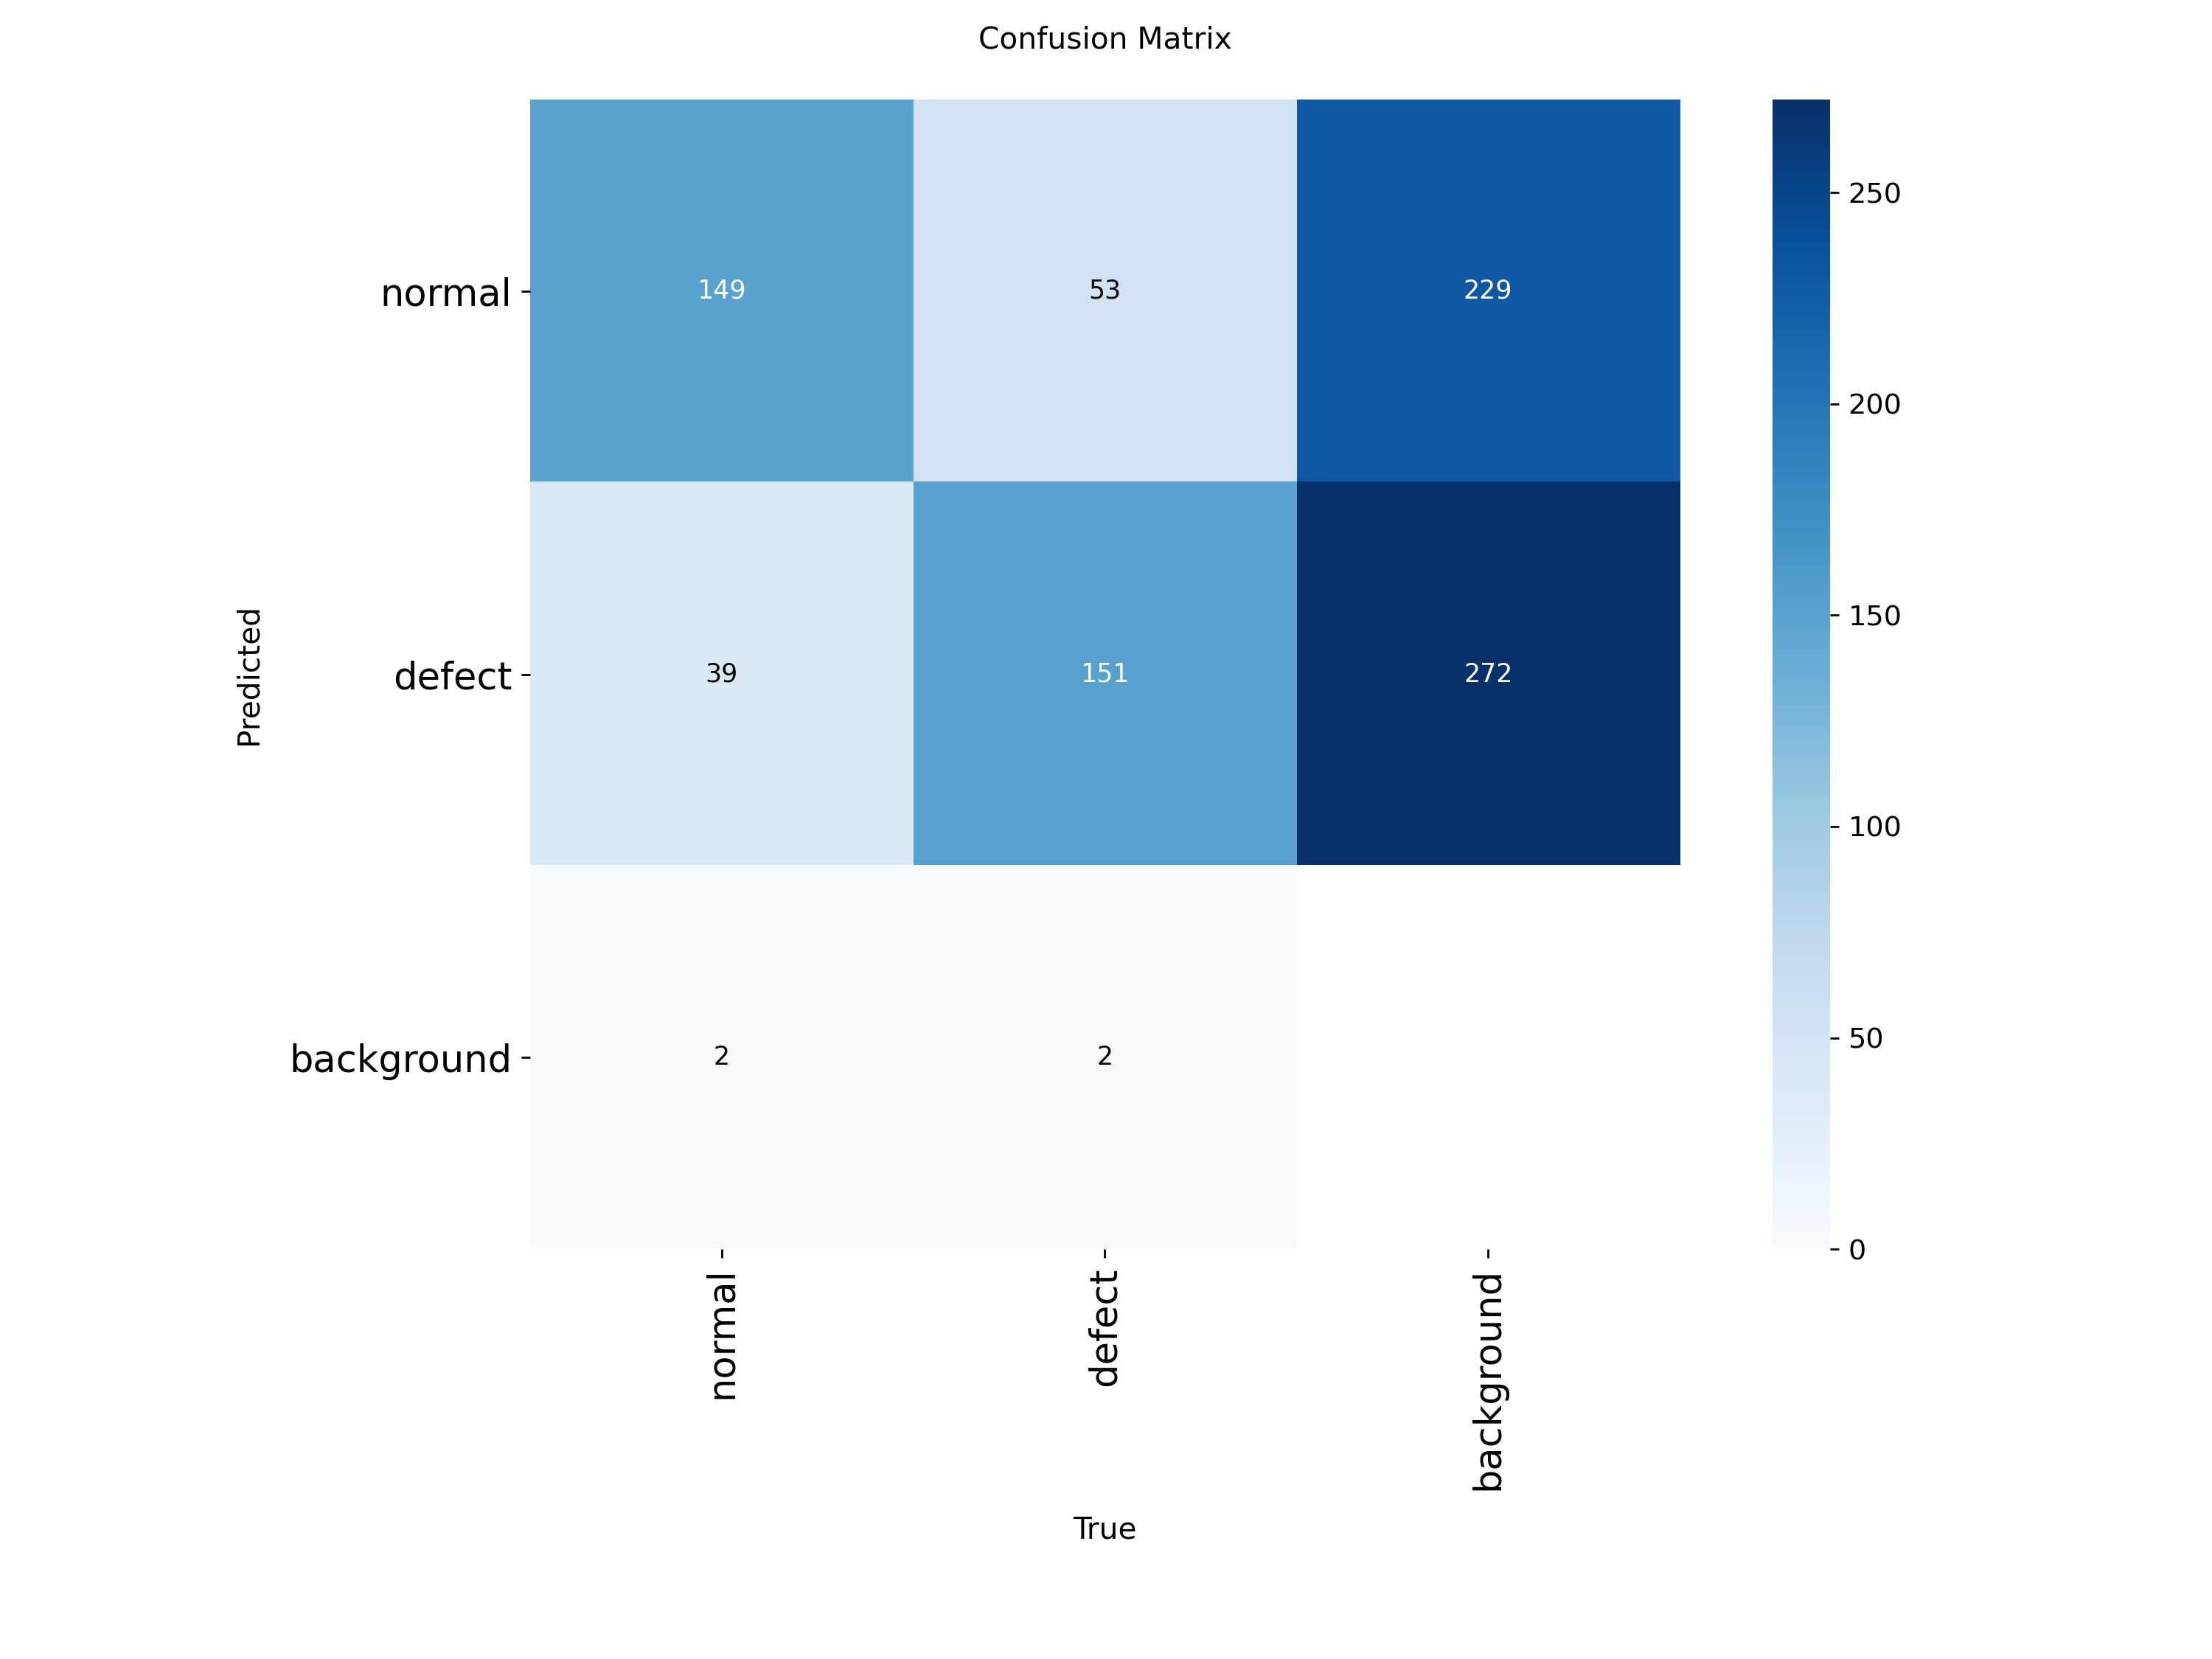 Confusion Matrix
normal
149
53
229
defect
39
151
272
background
2
2
Predicted
normal
defect
background
True
250
200
150
100
50
0